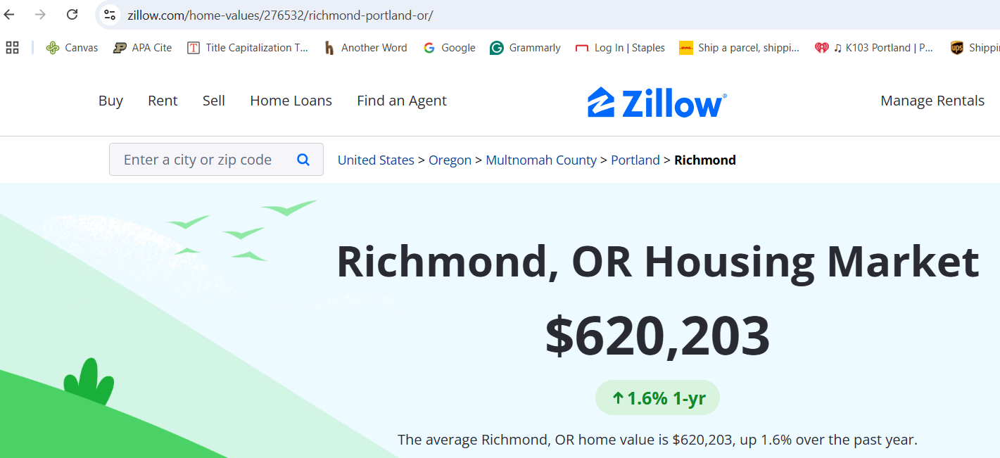 zillow.com/home-values/276532/richmond-portland-or/
Canvas APA Cite Title Capitalization T... Another Word Google Grammarly Log In | Staples Ship a parcel, shippi... K103 Portland | P... Shippi
Buy Rent Sell Home Loans Find an Agent Zillow® Manage Rentals
Enter a city or zip code United States > Oregon > Multnomah County > Portland > Richmond
Richmond, OR Housing Market
$620,203
↑ 1.6% 1-yr
The average Richmond, OR home value is $620,203, up 1.6% over the past year.